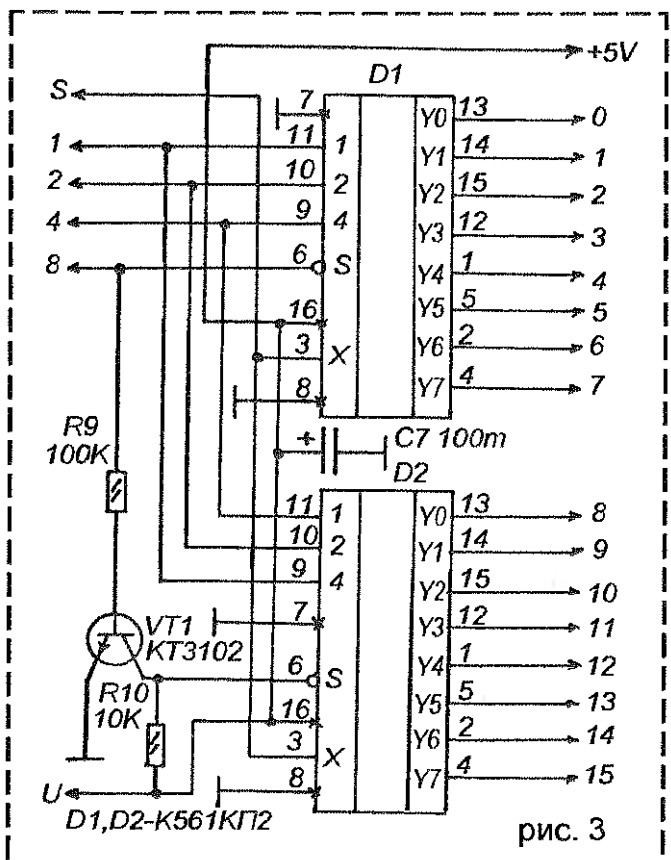 +5V
D1
S
7
Y0 13 0
1
11 1
Y1 14 1
2
10 2
Y2 15 2
4
9 4
Y3 12 3
8
6 S
Y4 1 4
16
Y5 5 5
3 X
Y6 2 6
8
Y7 4 7
R9
100K
+
C7 100m
D2
11 1
Y0 13 8
10 2
Y1 14 9
9 4
Y2 15 10
7
Y3 12 11
VT1
KT3102
6 S
Y4 1 12
R10
10K
16
Y5 5 13
3 X
Y6 2 14
U
8
Y7 4 15
D1,D2-К561КП2
рис. 3